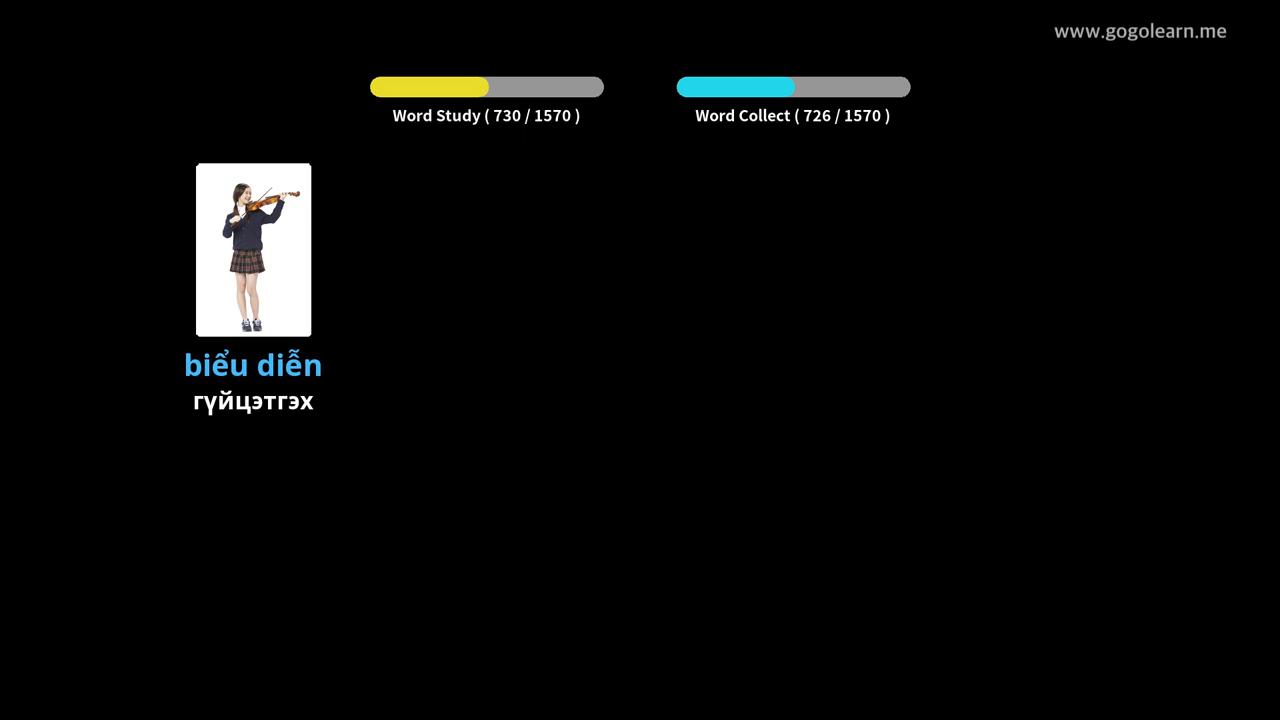 www.gogolearn.me
Word Study ( 730 / 1570 )
Word Collect ( 726 / 1570 )
biểu diễn
гүйцэтгэх